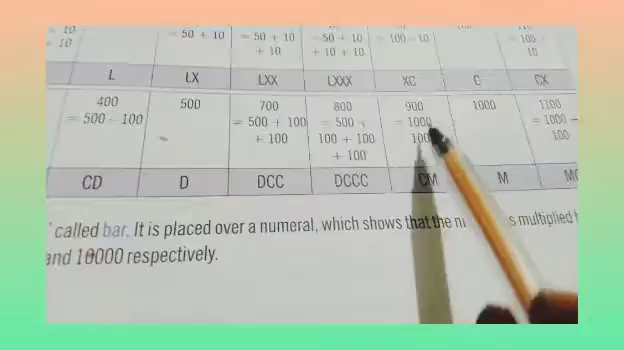 = 50 + 10
= 50 + 10
= 50 + 10
= 100 - 10
= 100 +
+ 10
+ 10
+ 10 + 10
10
L LX LXX LXXX XC C CX
400 500 700 800 900 1000 1100
= 500 - 100 = 500 + 100 = 500 + = 1000 = 1000 -
+ 100 100 + 100 100 100
+ 100
CD D DCC DCCC CM M
called bar. It is placed over a numeral, which shows that the s multiplied
and 10000 respectively.